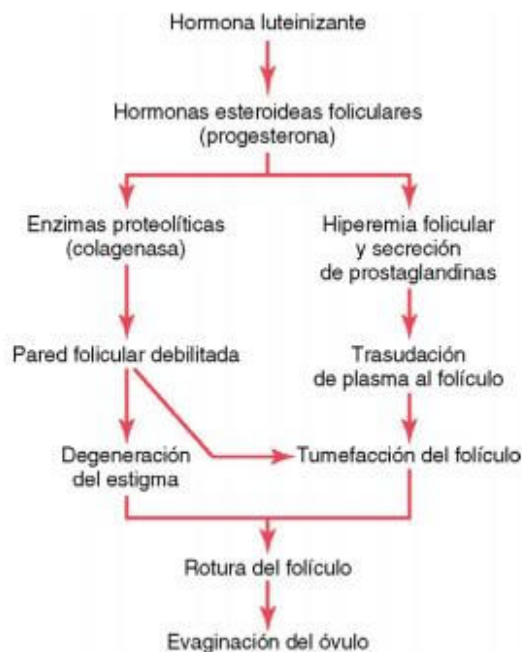 Hormona luteinizante
Hormonas esteroideas foliculares
(progesterona)
Enzimas proteolíticas
(colagenasa)
Hiperemia folicular
y secreción
de prostaglandinas
Pared folicular debilitada
Trasudación
de plasma al folículo
Degeneración
del estigma
Tumefacción del folículo
Rotura del folículo
Evaginación del óvulo